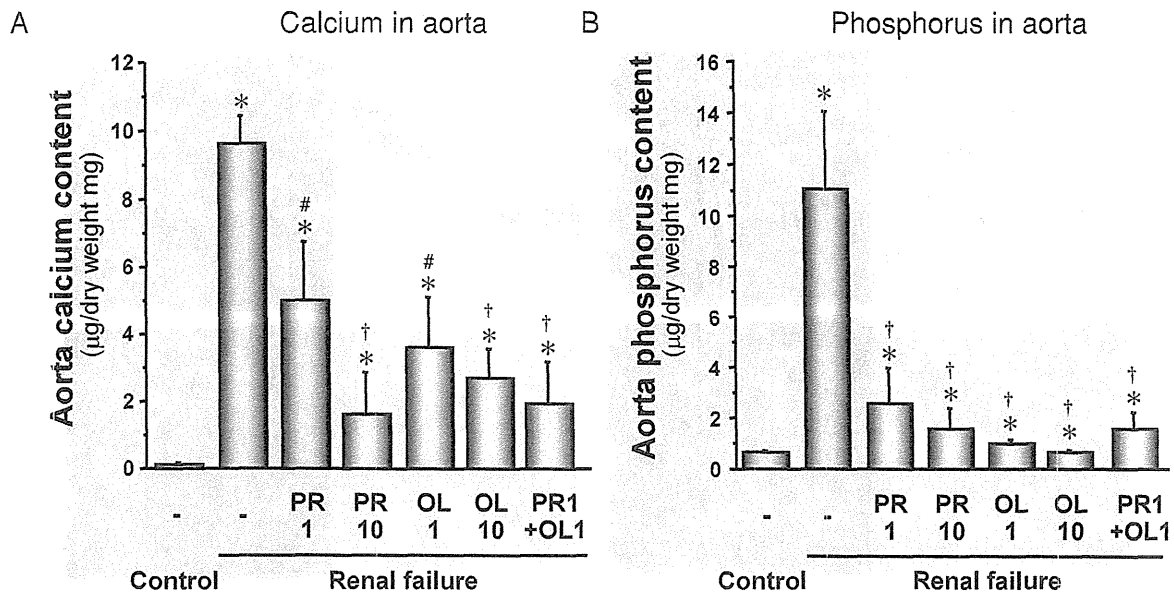 A
Calcium in aorta
Aorta calcium content
(µg/dry weight mg)
12
10
8
6
4
2
0
*
#
*
†
*
#
*
†
*
†
*
- - PR PR OL OL PR1
1 10 1 10 +OL1
Control Renal failure
B
Phosphorus in aorta
Aorta phosphorus content
(µg/dry weight mg)
16
14
12
10
8
6
4
2
0
*
†
*
†
*
†
*
†
*
†
*
- - PR PR OL OL PR1
1 10 1 10 +OL1
Control Renal failure